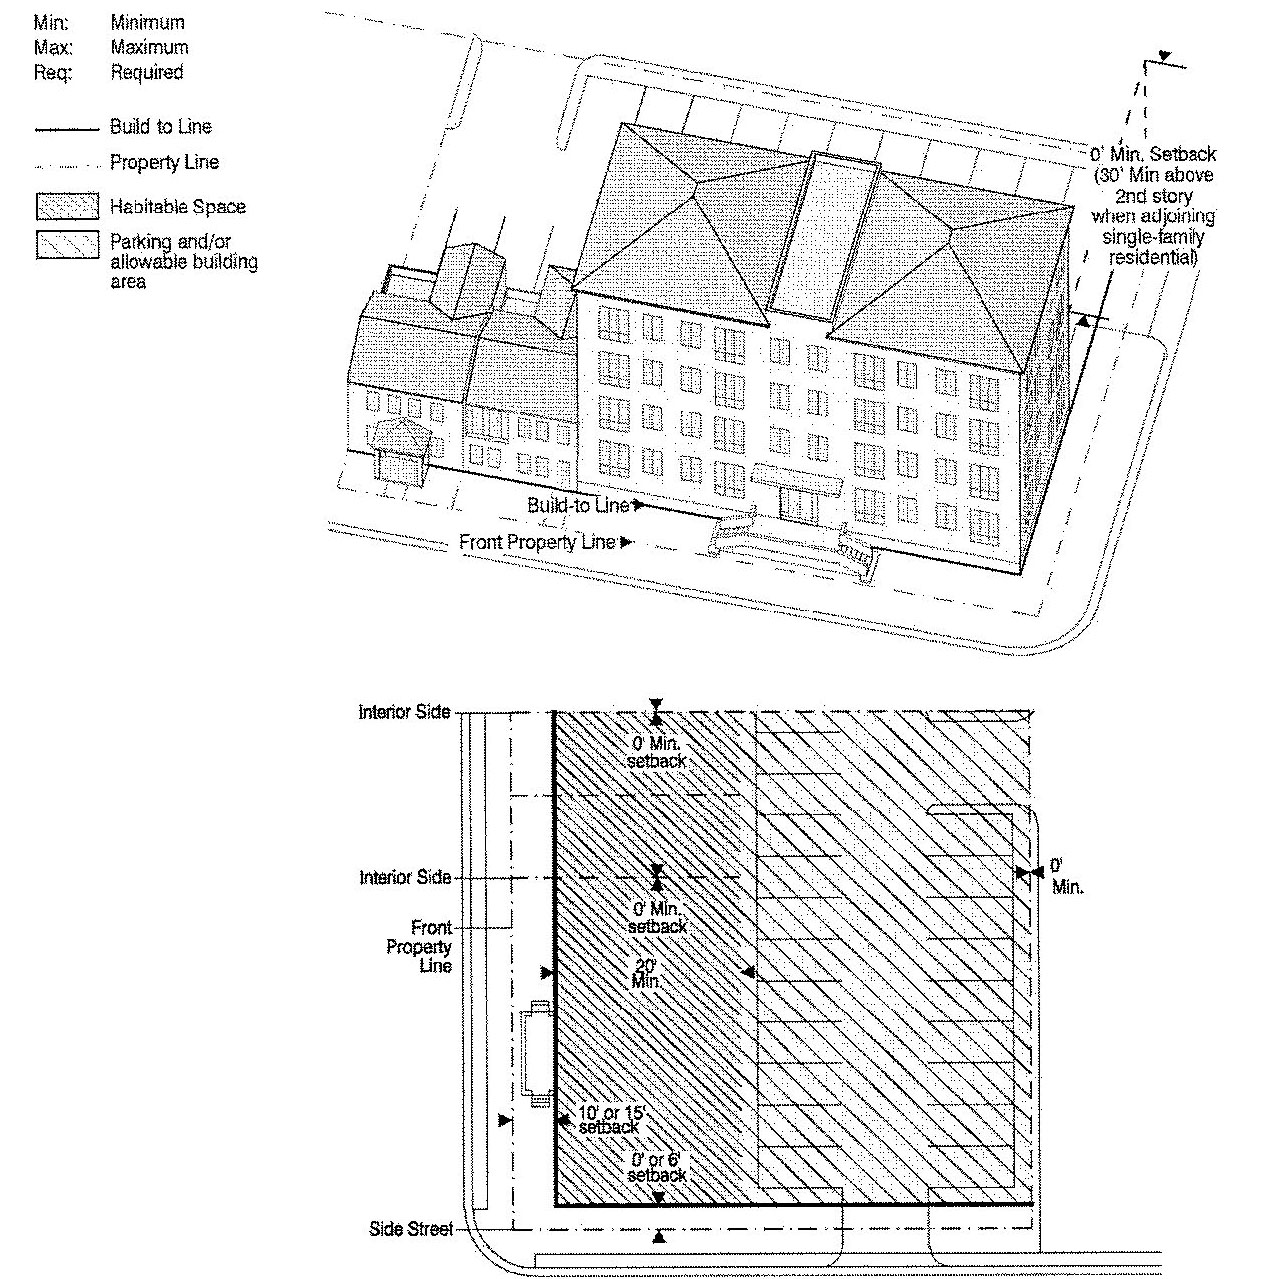 Min: Minimum
Max: Maximum
Req: Required
Build to Line
Property Line
Habitable Space
Parking and/or
allowable building
area
0' Min. Setback
(30' Min above
2nd story
when adjoining
single-family
residential)
Build-to Line
Front Property Line
Interior Side
0' Min.
setback
Interior Side
0' Min.
setback
0'
Min.
Front
Property
Line
20'
Min.
10' or 15'
setback
0' or 6'
setback
Side Street